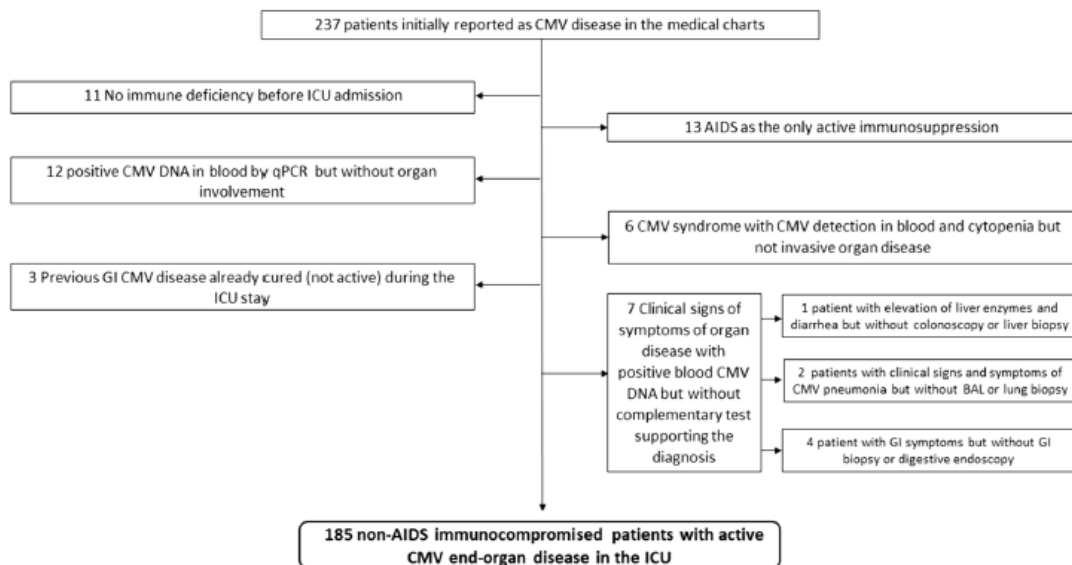 237 patients initially reported as CMV disease in the medical charts
11 No immune deficiency before ICU admission
13 AIDS as the only active immunosuppression
12 positive CMV DNA in blood by qPCR but without organ
involvement
6 CMV syndrome with CMV detection in blood and cytopenia but
not invasive organ disease
3 Previous GI CMV disease already cured (not active) during the
ICU stay
7 Clinical signs of
symptoms of organ
disease with
positive blood CMV
DNA but without
complementary test
supporting the
diagnosis
1 patient with elevation of liver enzymes and
diarrhea but without colonoscopy or liver biopsy
2 patients with clinical signs and symptoms of
CMV pneumonia but without BAL or lung biopsy
4 patient with GI symptoms but without GI
biopsy or digestive endoscopy
185 non-AIDS immunocompromised patients with active
CMV end-organ disease in the ICU